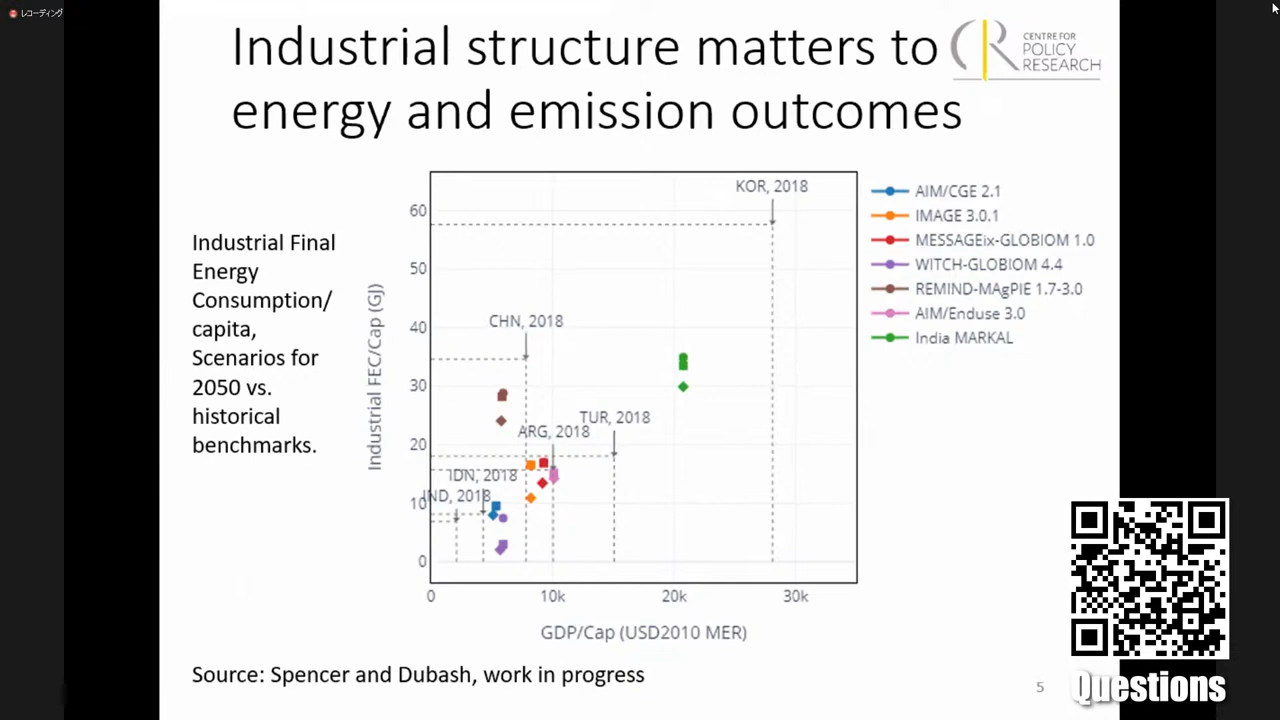 レコーディング
Industrial structure matters to
energy and emission outcomes
CENTRE FOR
POLICY
RESEARCH
Industrial Final
Energy
Consumption/
capita,
Scenarios for
2050 vs.
historical
benchmarks.
Industrial FEC/Cap (GJ)
60
50
40
30
20
10
0
KOR, 2018
CHN, 2018
TUR, 2018
ARG, 2018
IDN, 2018
IND, 2018
0
10k
20k
30k
GDP/Cap (USD2010 MER)
AIM/CGE 2.1
IMAGE 3.0.1
MESSAGEix-GLOBIOM 1.0
WITCH-GLOBIOM 4.4
REMIND-MAgPIE 1.7-3.0
AIM/Enduse 3.0
India MARKAL
Source: Spencer and Dubash, work in progress
5
Questions